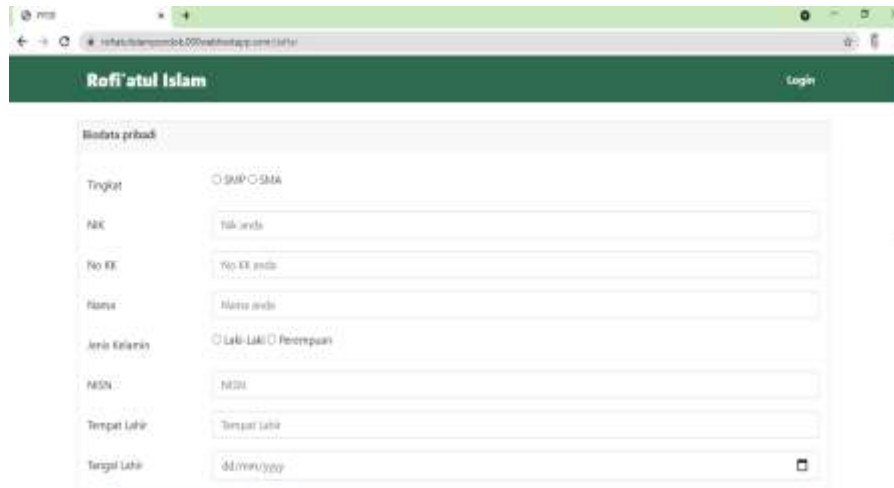 PPDB
Rofi'atul Islam
Login
Biodata pribadi
Tingkat
SMP SMA
NIK
Nik anda
No KK
No KK anda
Nama
Nama anda
Jenis Kelamin
Laki-Laki Perempuan
NISN
NISN
Tempat Lahir
Tempat Lahir
Tanggal Lahir
dd/mm/yyyy